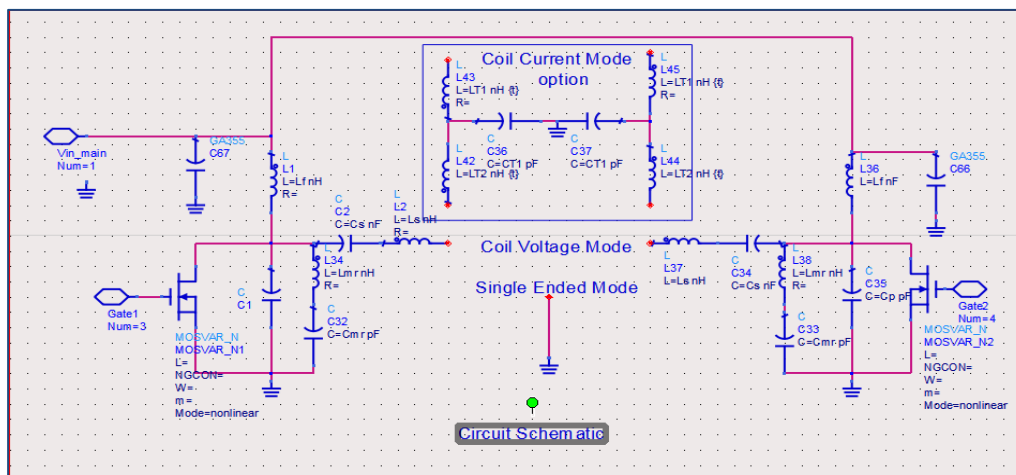 Coil Current Mode
option
L
L43
L=LT1 nH {t}
R=
L
L45
L=LT1 nH {t}
R=
C
C36
C=CT1 pF
C
C37
C=CT1 pF
L
L42
L=LT2 nH {t}
L
L44
L=LT2 nH {t}
Vin_main
Num=1
GA355.
C67
L
L1
L=Lf nH
R=
L
L36
L=Lf nF
GA355.
C66
C
C2
C=Cs nF
L
L2
L=Ls nH
R=
Coil Voltage Mode
Single Ended Mode
L
L37
L=Ls nH
C
C34
C=Cs nF
L
L34
L=Lmr nH
R=
L
L38
L=Lmr nH
R=
Gate1
Num=3
C
C1
C
C32
C=Cmr pF
C
C33
C=Cmr pF
C
C35
C=Cp pF
Gate2
Num=4
MOSVAR_N
MOSVAR_N1
L=
NGCON=
W=
m=
Mode=nonlinear
MOSVAR_N
MOSVAR_N2
L=
NGCON=
W=
m=
Mode=nonlinear
Circuit Schematic